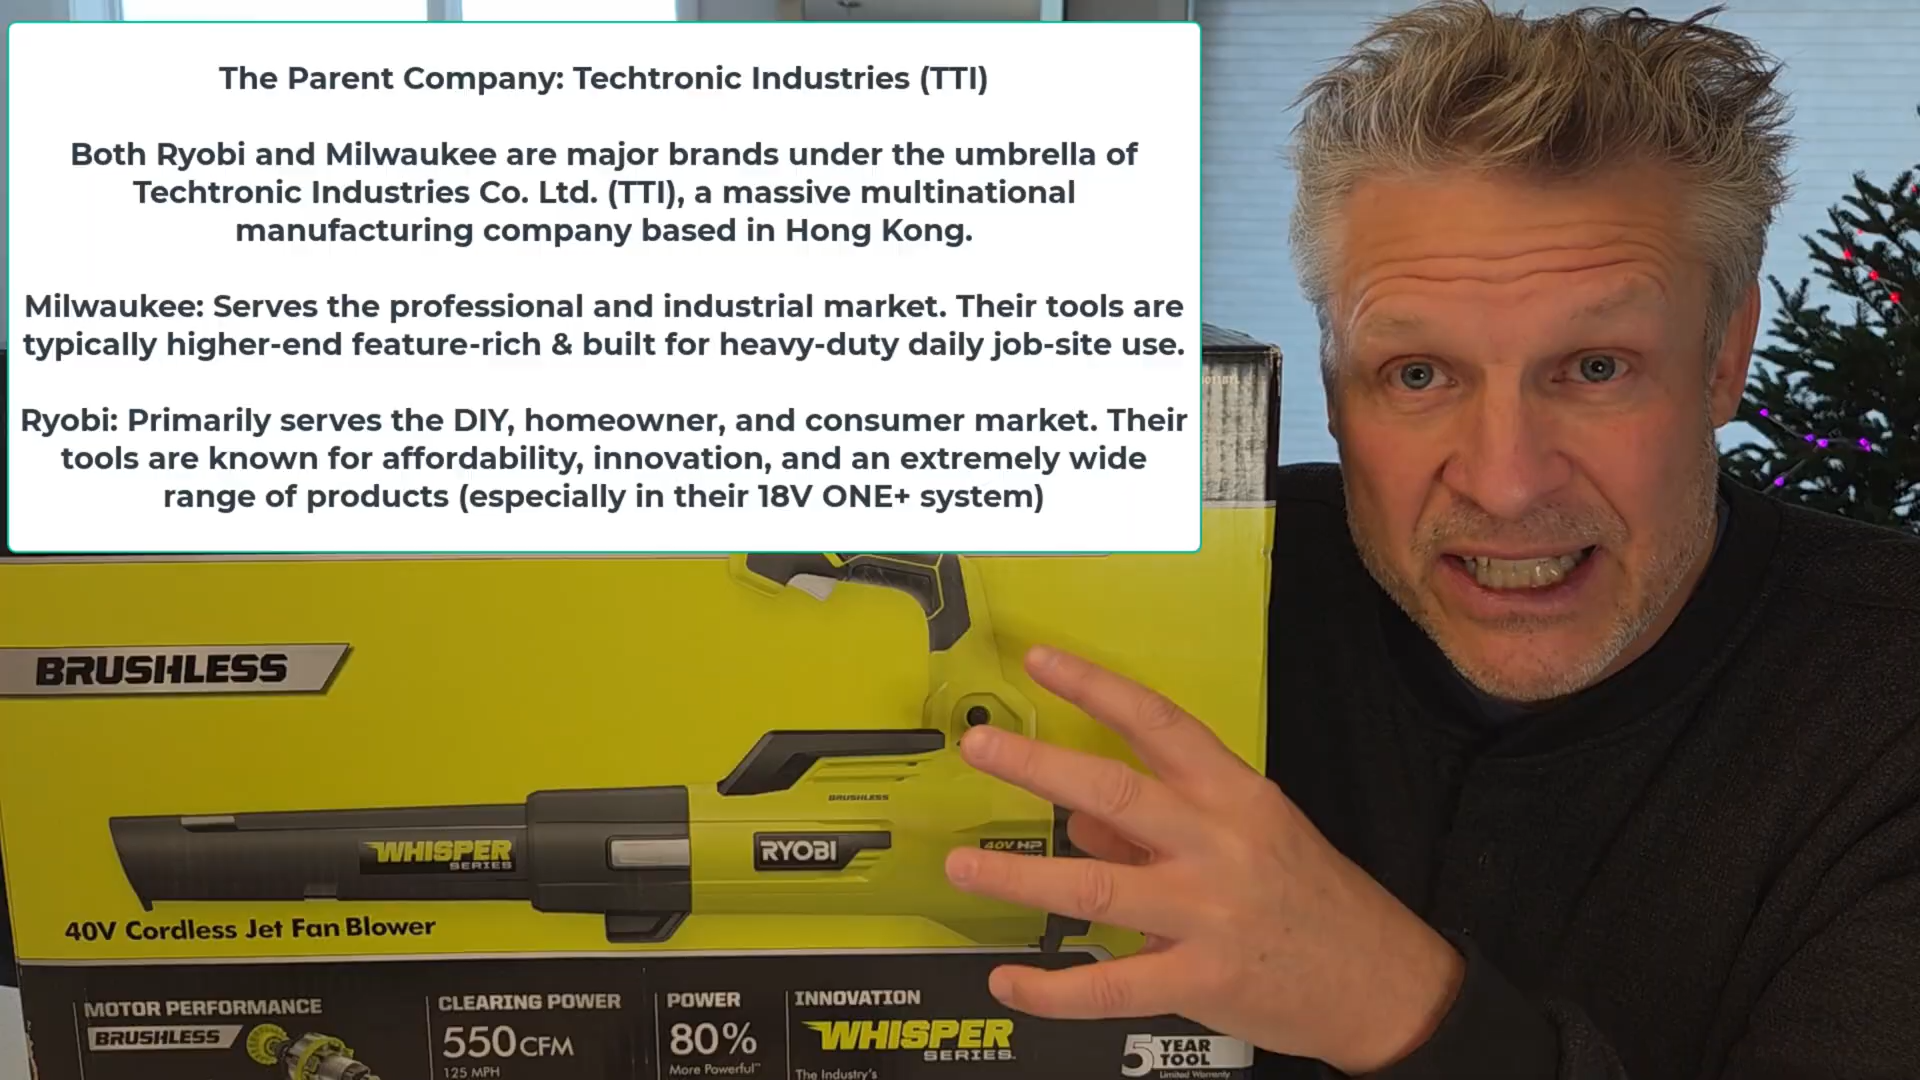 The Parent Company: Techtronic Industries (TTI)
Both Ryobi and Milwaukee are major brands under the umbrella of
Techtronic Industries Co. Ltd. (TTI), a massive multinational
manufacturing company based in Hong Kong.
Milwaukee: Serves the professional and industrial market. Their tools are
typically higher-end feature-rich & built for heavy-duty daily job-site use.
Ryobi: Primarily serves the DIY, homeowner, and consumer market. Their
tools are known for affordability, innovation, and an extremely wide
range of products (especially in their 18V ONE+ system)
BRUSHLESS
BRUSHLESS
WHISPER
SERIES
RYOBI
40V HP
40V Cordless Jet Fan Blower
MOTOR PERFORMANCE
BRUSHLESS
CLEARING POWER
550 CFM
125 MPH
POWER
80%
More Powerful
INNOVATION
WHISPER
SERIES
The Industry's
5 YEAR
TOOL
Limited Warranty